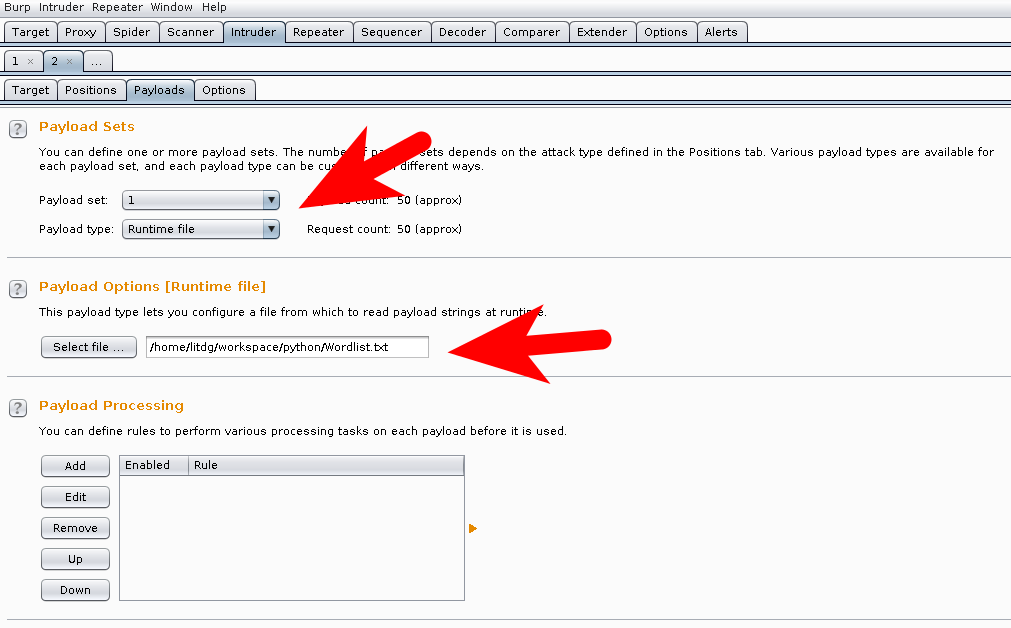 Burp Intruder Repeater Window Help
Target Proxy Spider Scanner Intruder Repeater Sequencer Decoder Comparer Extender Options Alerts
1 × 2 × ...
Target Positions Payloads Options
? Payload Sets
You can define one or more payload sets. The number of payload sets depends on the attack type defined in the Positions tab. Various payload types are available for
each payload set, and each payload type can be different ways.
Payload set: 1 count: 50 (approx)
Payload type: Runtime file Request count: 50 (approx)
? Payload Options [Runtime file]
This payload type lets you configure a file from which to read payload strings at runtime.
Select file ... /home/litdg/workspace/python/Wordlist.txt
? Payload Processing
You can define rules to perform various processing tasks on each payload before it is used.
Add Enabled Rule
Edit
Remove
Up
Down